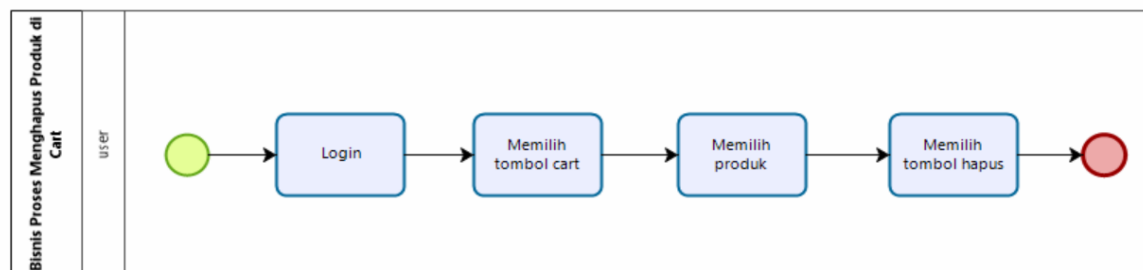 Bisnis Proses Menghapus Produk di
Cart
user
Login
Memilih
tombol cart
Memilih
produk
Memilih
tombol hapus